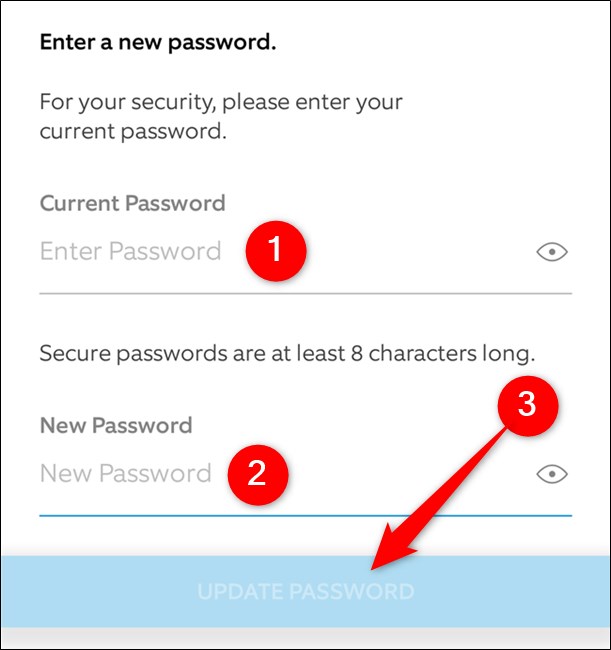 Enter a new password.
For your security, please enter your
current password.
Current Password
Enter Password 1
Secure passwords are at least 8 characters long.
3
New Password
New Password 2
UPDATE PASSWORD